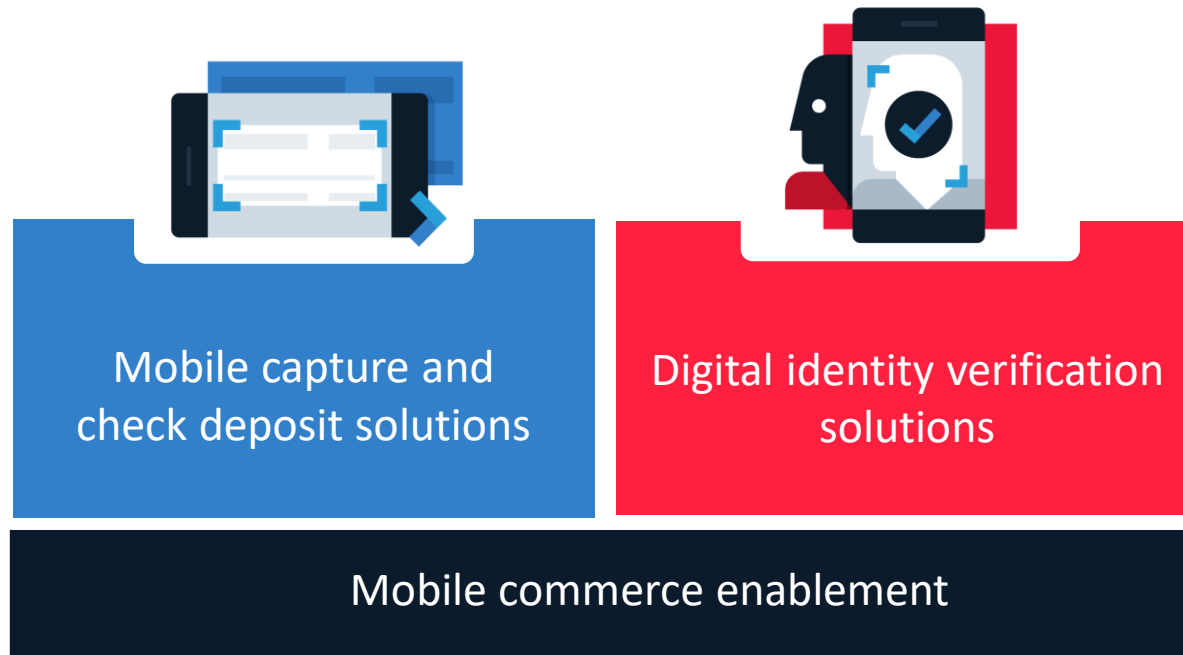 Mobile capture and
check deposit solutions
Digital identity verification
solutions
Mobile commerce enablement